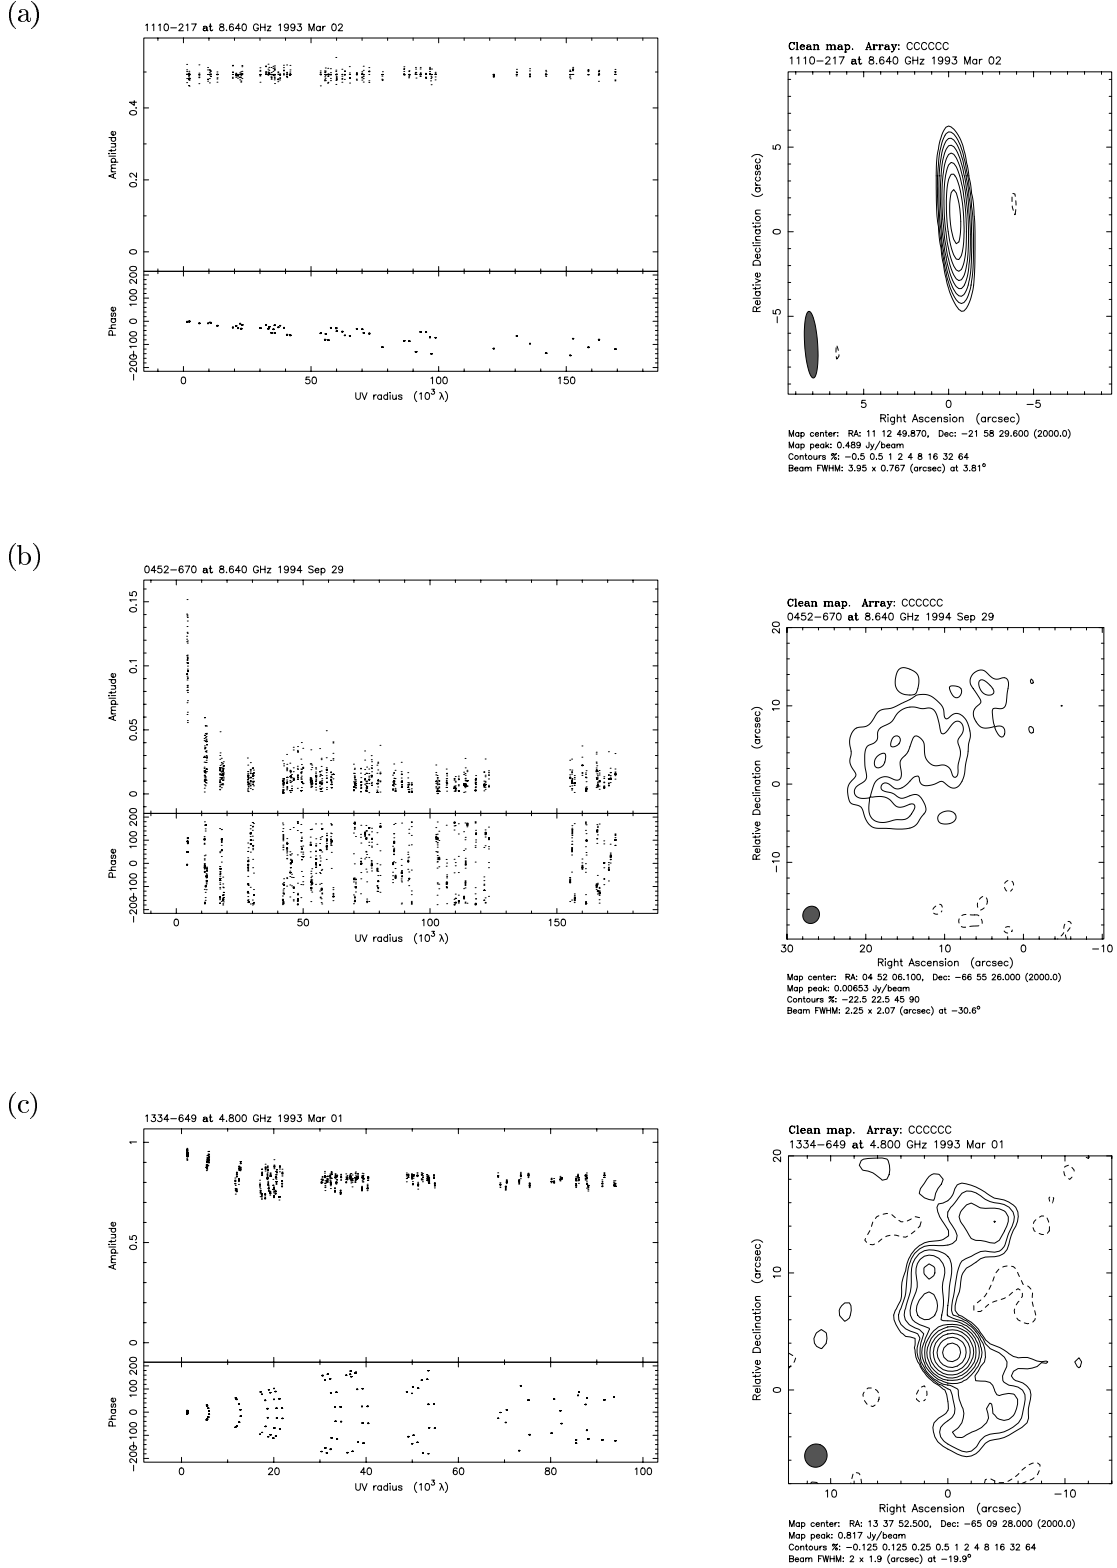 (a)
1110−217 at 8.640 GHz 1993 Mar 02
Amplitude
0.4
0.2
0
Phase
200
100
0
−100
−200
0 50 100 150
UV radius (10³ λ)
Clean map. Array: CCCCCC
1110−217 at 8.640 GHz 1993 Mar 02
Relative Declination (arcsec)
5
0
−5
5 0 −5
Right Ascension (arcsec)
Map center: RA: 11 12 49.870, Dec: −21 58 29.600 (2000.0)
Map peak: 0.489 Jy/beam
Contours %: −0.5 0.5 1 2 4 8 16 32 64
Beam FWHM: 3.95 x 0.767 (arcsec) at 3.81°
(b)
0452−670 at 8.640 GHz 1994 Sep 29
Amplitude
0.15
0.1
0.05
0
Phase
200
100
0
−100
−200
0 50 100 150
UV radius (10³ λ)
Clean map. Array: CCCCCC
0452−670 at 8.640 GHz 1994 Sep 29
Relative Declination (arcsec)
20
10
0
−10
30 20 10 0 −10
Right Ascension (arcsec)
Map center: RA: 04 52 06.100, Dec: −66 55 26.000 (2000.0)
Map peak: 0.00653 Jy/beam
Contours %: −22.5 22.5 45 90
Beam FWHM: 2.25 x 2.07 (arcsec) at −30.6°
(c)
1334−649 at 4.800 GHz 1993 Mar 01
Amplitude
1
0.5
0
Phase
200
100
0
−100
−200
0 20 40 60 80 100
UV radius (10³ λ)
Clean map. Array: CCCCCC
1334−649 at 4.800 GHz 1993 Mar 01
Relative Declination (arcsec)
20
10
0
10 0 −10
Right Ascension (arcsec)
Map center: RA: 13 37 52.500, Dec: −65 09 28.000 (2000.0)
Map peak: 0.817 Jy/beam
Contours %: −0.125 0.125 0.25 0.5 1 2 4 8 16 32 64
Beam FWHM: 2 x 1.9 (arcsec) at −19.9°